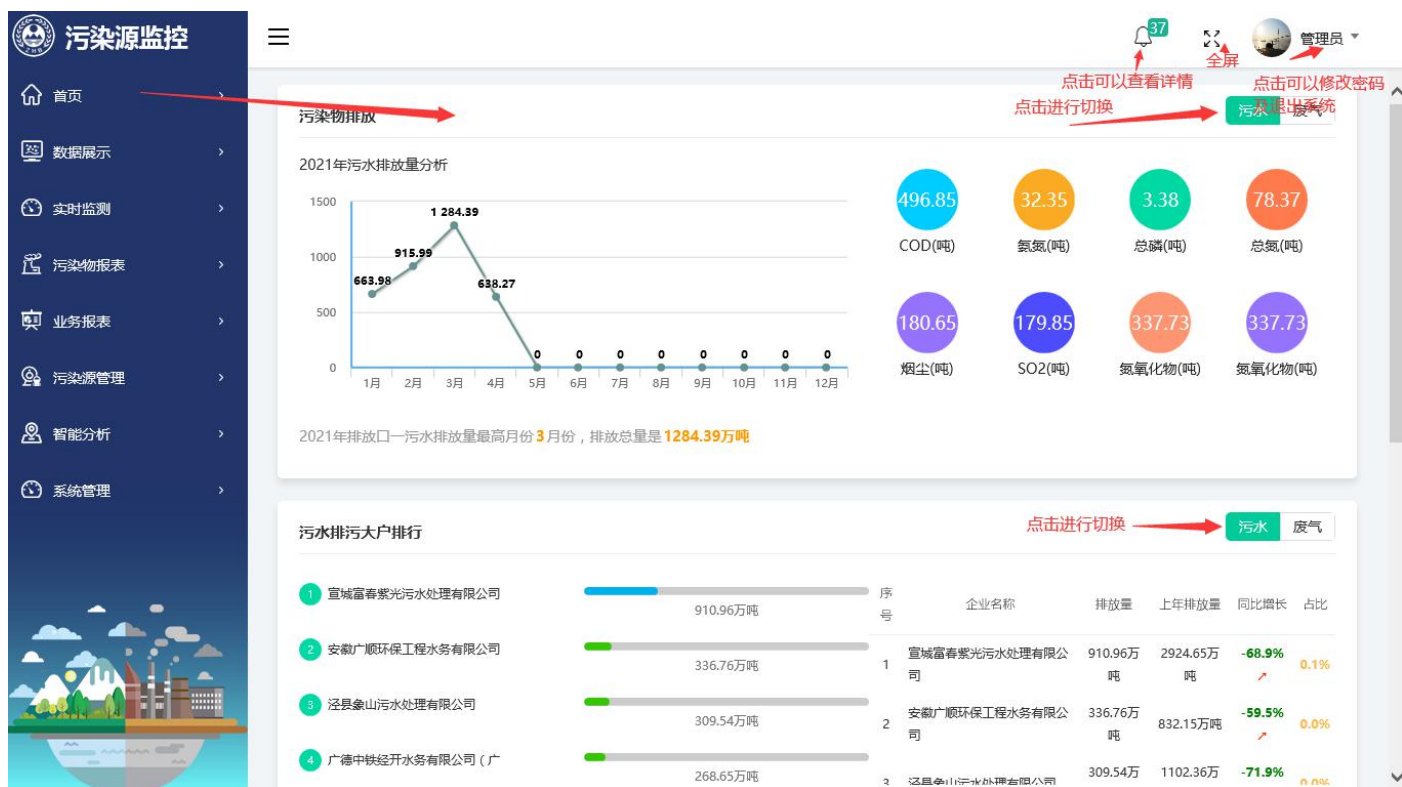 污染源监控
37
管理员
全屏
点击可以查看详情
点击可以修改密码
及退出系统
首页
数据展示
实时监测
污染物报表
业务报表
污染源管理
智能分析
系统管理
污染物排放
点击进行切换
污水 废气
2021年污水排放量分析
1500
1000
500
0
663.98
915.99
1 284.39
638.27
0 0 0 0 0 0 0 0
1月 2月 3月 4月 5月 6月 7月 8月 9月 10月 11月 12月
496.85 32.35 3.38 78.37
COD(吨) 氨氮(吨) 总磷(吨) 总氮(吨)
180.65 179.85 337.73 337.73
烟尘(吨) SO2(吨) 氮氧化物(吨) 氮氧化物(吨)
2021年排放口一污水排放量最高月份3月份，排放总量是1284.39万吨
污水排污大户排行
点击进行切换
污水 废气
1 宣城富春紫光污水处理有限公司 910.96万吨
2 安徽广顺环保工程水务有限公司 336.76万吨
3 泾县象山污水处理有限公司 309.54万吨
4 广德中铁经开水务有限公司（广 268.65万吨
序号 企业名称 排放量 上年排放量 同比增长 占比
1 宣城富春紫光污水处理有限公司 910.96万吨 2924.65万吨 -68.9% 0.1%
2 安徽广顺环保工程水务有限公司 336.76万吨 832.15万吨 -59.5% 0.0%
3 泾县象山污水处理有限公司 309.54万 1102.36万 -71.9% 0.0%